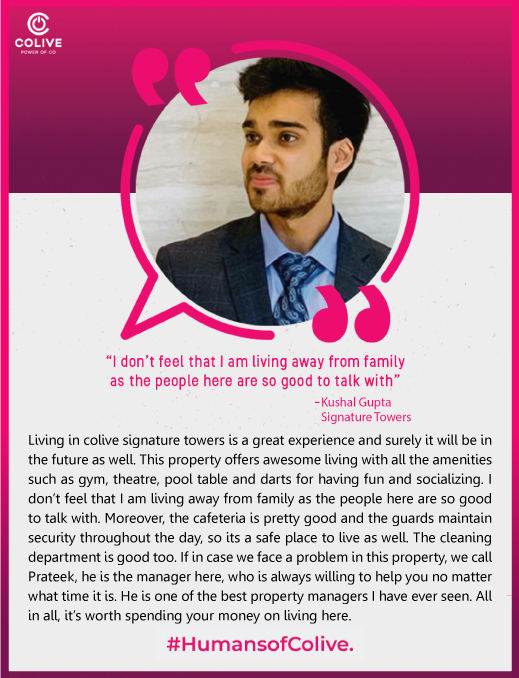 COLIVE
POWER OF CO
“I don’t feel that I am living away from family
as the people here are so good to talk with”
–Kushal Gupta
Signature Towers
Living in colive signature towers is a great experience and surely it will be in
the future as well. This property offers awesome living with all the amenities
such as gym, theatre, pool table and darts for having fun and socializing. I
don’t feel that I am living away from family as the people here are so good
to talk with. Moreover, the cafeteria is pretty good and the guards maintain
security throughout the day, so its a safe place to live as well. The cleaning
department is good too. If in case we face a problem in this property, we call
Prateek, he is the manager here, who is always willing to help you no matter
what time it is. He is one of the best property managers I have ever seen. All
in all, it’s worth spending your money on living here.
#HumansofColive.